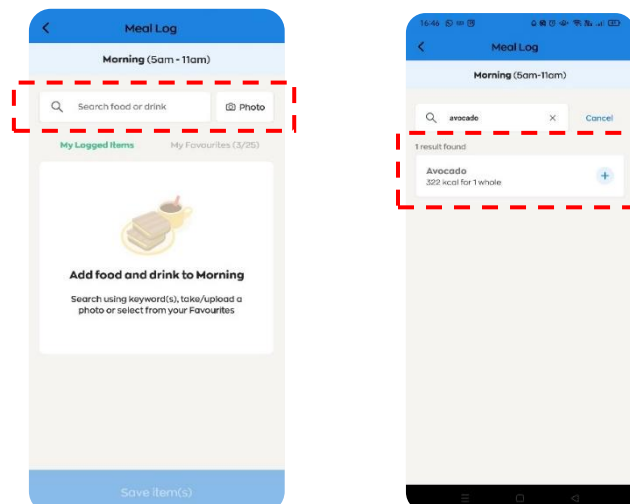 Meal Log
Morning (5am - 11am)
Search food or drink
Photo
My Logged Items
My Favourites (3/25)
Add food and drink to Morning
Search using keyword(s), take/upload a
photo or select from your Favourites
Save item(s)
16:46
Meal Log
Morning (5am-11am)
avocado
Cancel
1 result found
Avocado
322 kcal for 1 whole